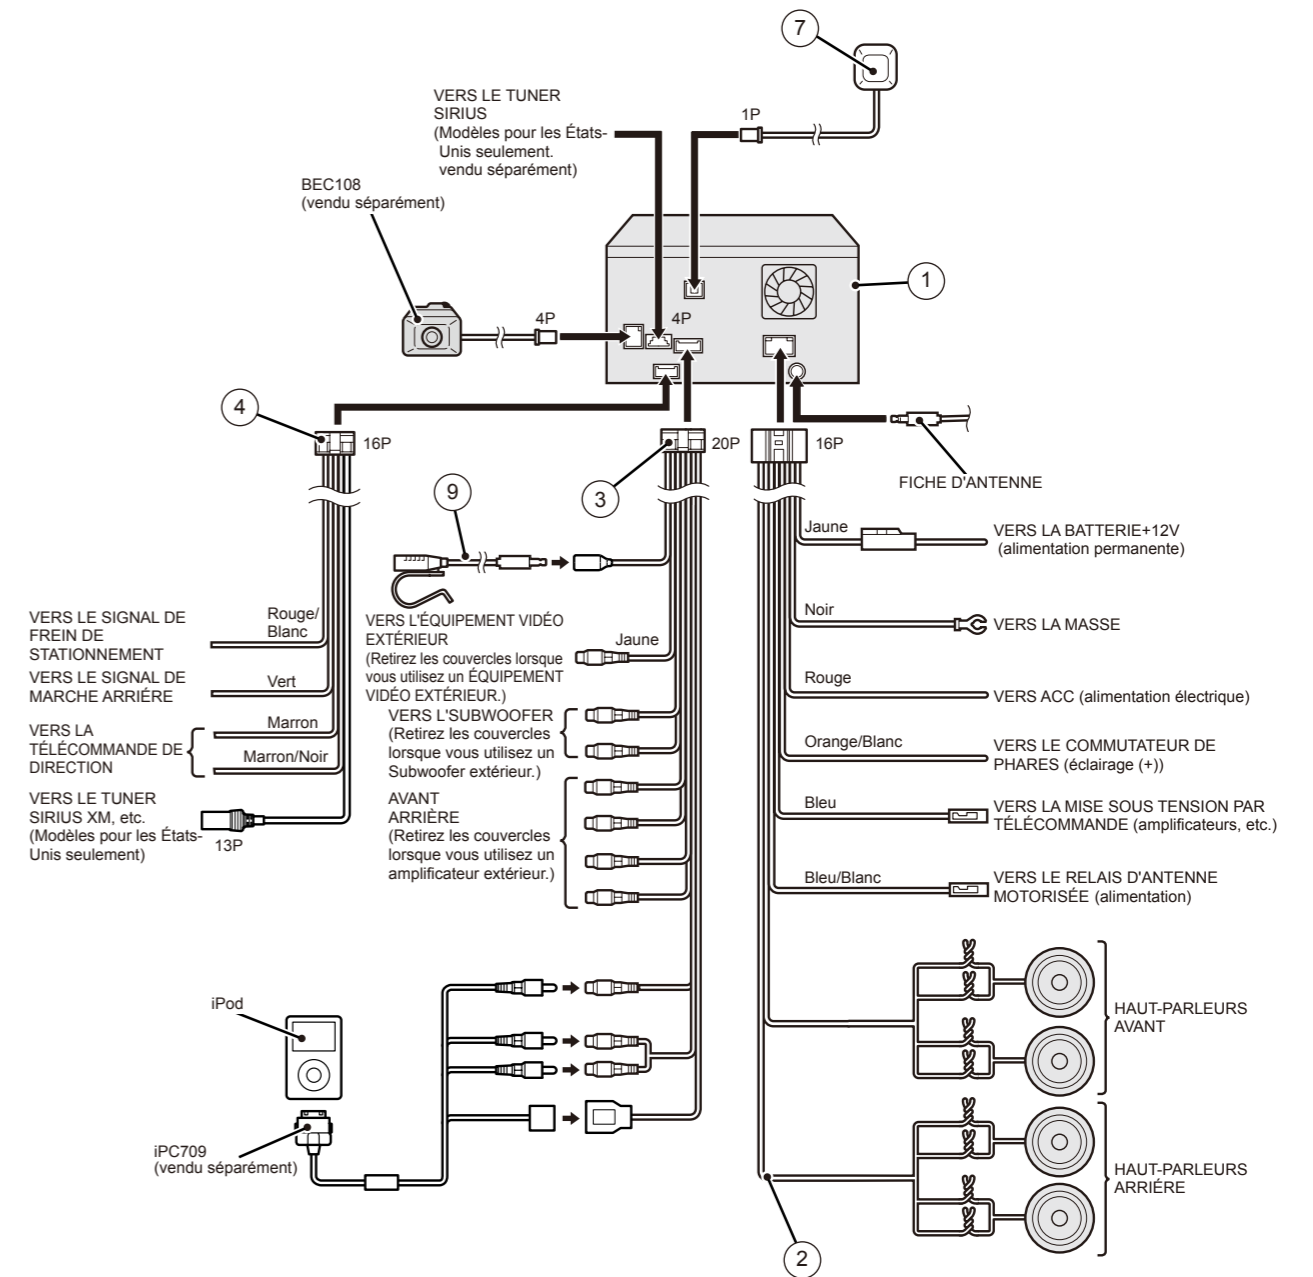 7
VERS LE TUNER
SIRIUS
(Modèles pour les États-
Unis seulement.
vendu séparément)
1P
BEC108
(vendu séparément)
1
4P
4P
4
16P
3
20P
16P
FICHE D'ANTENNE
9
Jaune
VERS LA BATTERIE+12V
(alimentation permanente)
VERS LE SIGNAL DE
FREIN DE
STATIONNEMENT
Rouge/
Blanc
VERS L'ÉQUIPEMENT VIDÉO
EXTÉRIEUR
(Retirez les couvercles lorsque
vous utilisez un ÉQUIPEMENT
VIDÉO EXTÉRIEUR.)
Jaune
Noir
VERS LA MASSE
VERS LE SIGNAL DE
MARCHE ARRIÉRE
Vert
Rouge
VERS ACC (alimentation électrique)
VERS LA
TÉLÉCOMMANDE DE
DIRECTION
Marron
Marron/Noir
VERS L'SUBWOOFER
(Retirez les couvercles
lorsque vous utilisez un
Subwoofer extérieur.)
Orange/Blanc
VERS LE COMMUTATEUR DE
PHARES (éclairage (+))
VERS LE TUNER
SIRIUS XM, etc.
(Modèles pour les États-
Unis seulement)
13P
AVANT
ARRIÈRE
(Retirez les couvercles
lorsque vous utilisez un
amplificateur extérieur.)
Bleu
VERS LA MISE SOUS TENSION PAR
TÉLÉCOMMANDE (amplificateurs, etc.)
Bleu/Blanc
VERS LE RELAIS D'ANTENNE
MOTORISÉE (alimentation)
iPod
HAUT-PARLEURS
AVANT
iPC709
(vendu séparément)
HAUT-PARLEURS
ARRIÉRE
2